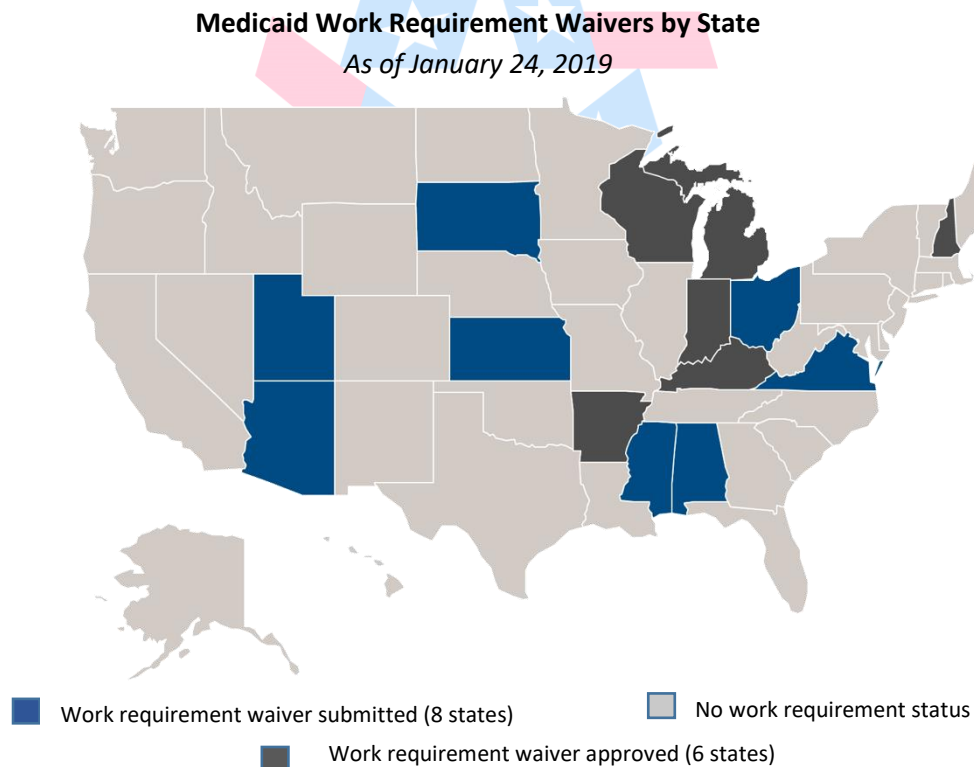 Medicaid Work Requirement Waivers by State
As of January 24, 2019
Work requirement waiver submitted (8 states)
No work requirement status
Work requirement waiver approved (6 states)